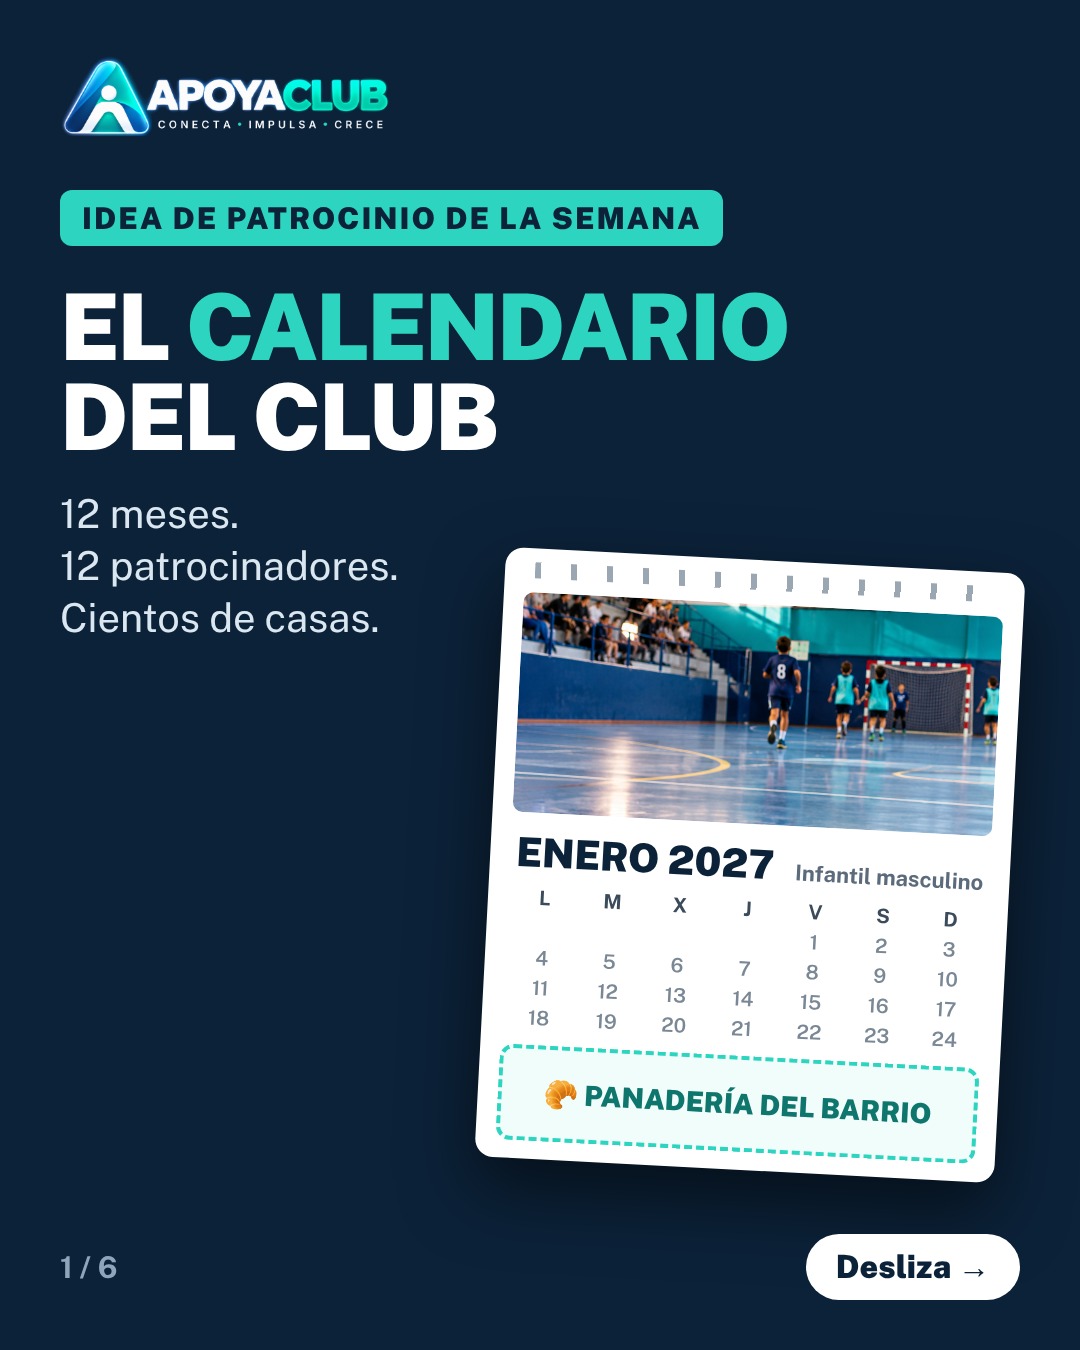 APOYACLUB
CONECTA • IMPULSA • CRECE
IDEA DE PATROCINIO DE LA SEMANA
EL CALENDARIO
DEL CLUB
12 meses.
12 patrocinadores.
Cientos de casas.
8
ENERO 2027 Infantil masculino
L M X J V S D
1 2 3
4 5 6 7 8 9 10
11 12 13 14 15 16 17
18 19 20 21 22 23 24
🥐 PANADERÍA DEL BARRIO
1 / 6
Desliza →